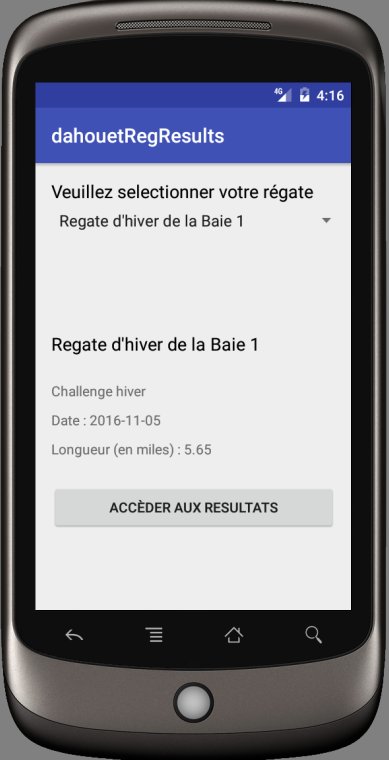 4G 4:16
dahouetRegResults
Veuillez selectionner votre régate
Regate d'hiver de la Baie 1
Regate d'hiver de la Baie 1
Challenge hiver
Date : 2016-11-05
Longueur (en miles) : 5.65
ACCÈDER AUX RESULTATS